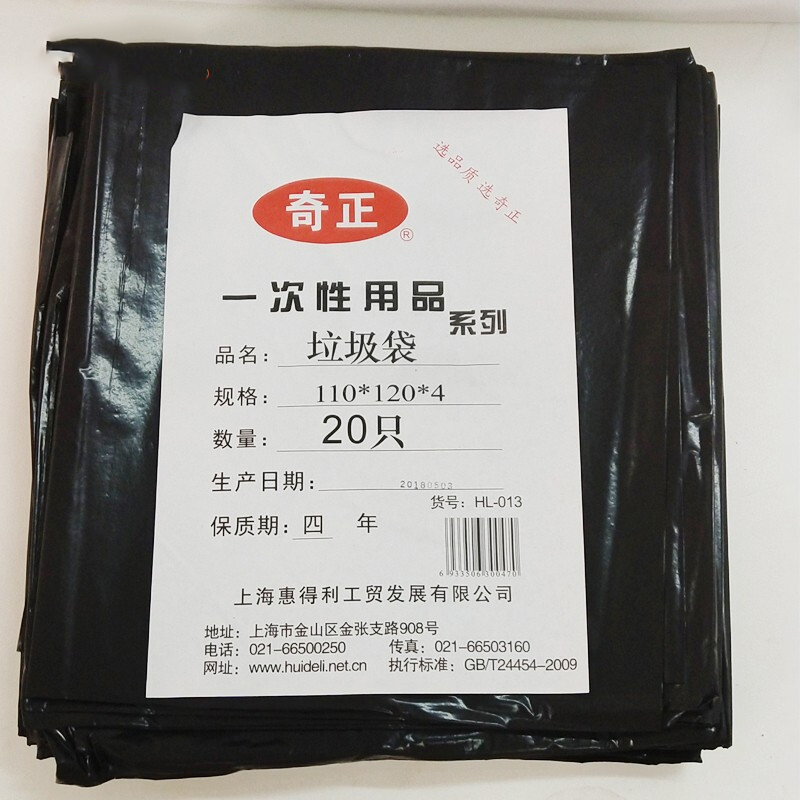 选品质 选奇正
奇正
®
一次性用品
系列
品名： 垃圾袋
规格： 110*120*4
数量： 20只
生产日期： 20180503
货号：HL-013
保质期：四 年
6 933506 300470
上海惠得利工贸发展有限公司
地址：上海市金山区金张支路908号
电话：021-66500250 传真：021-66503160
网址：www.huideli.net.cn 执行标准：GB/T24454-2009